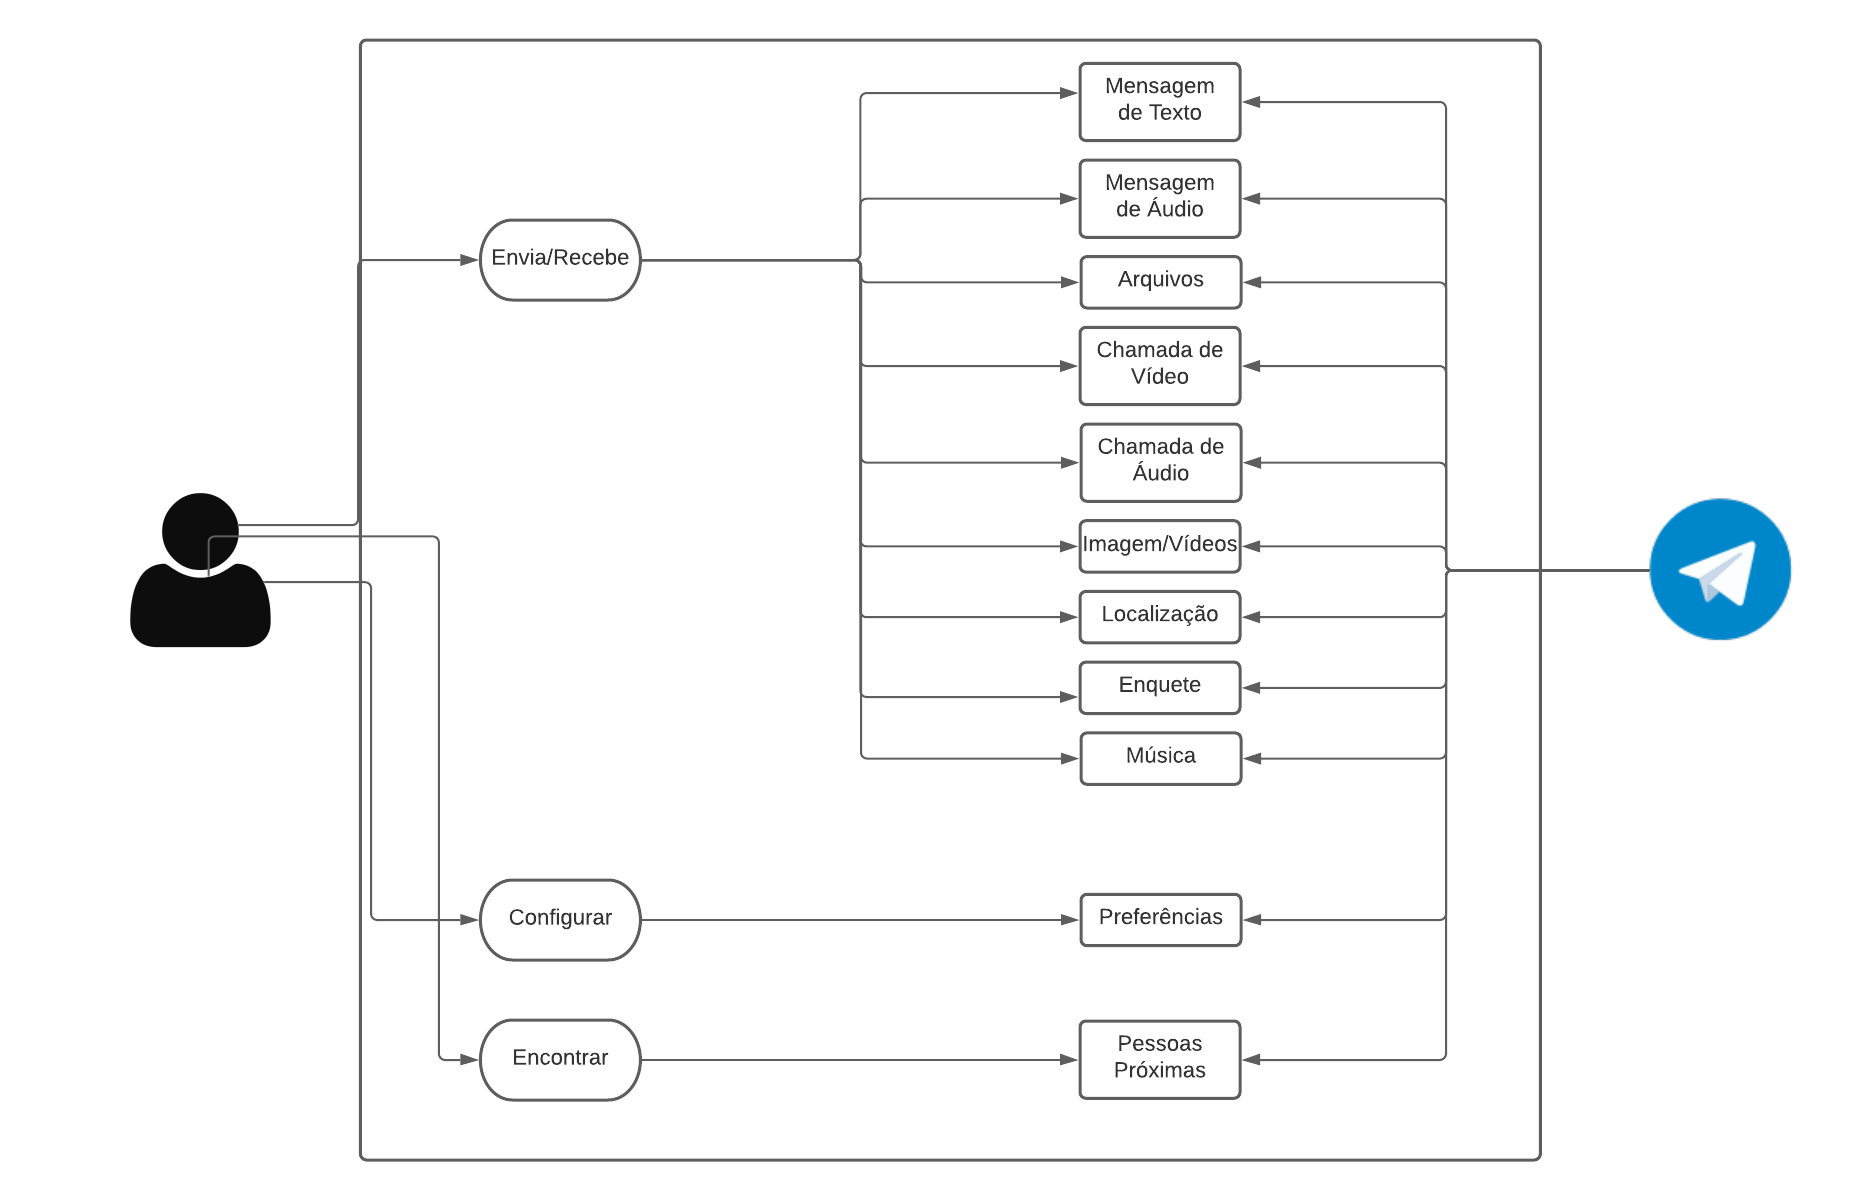 Mensagem
de Texto
Mensagem
de Áudio
Envia/Recebe
Arquivos
Chamada de
Vídeo
Chamada de
Áudio
Imagem/Vídeos
Localização
Enquete
Música
Configurar
Preferências
Encontrar
Pessoas
Próximas